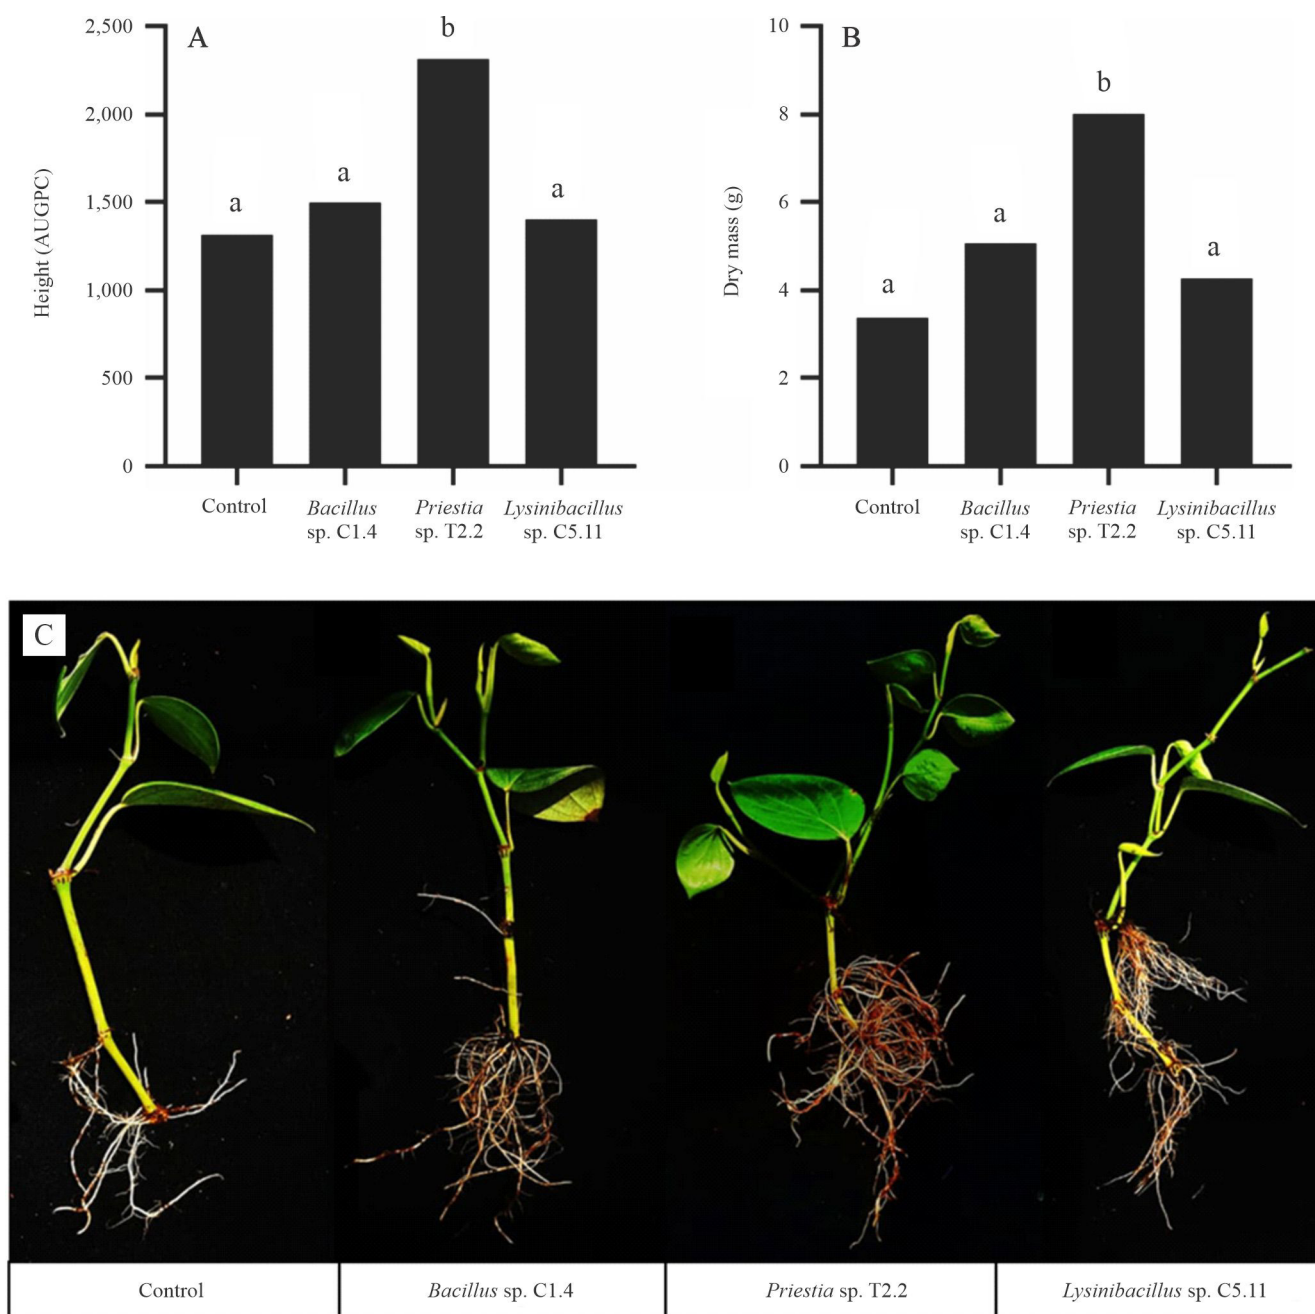 A
Height (AUGPC)
2,500
2,000
1,500
1,000
500
0
a
a
b
a
Control
Bacillus
sp. C1.4
Priestia
sp. T2.2
Lysinibacillus
sp. C5.11
B
Dry mass (g)
10
8
6
4
2
0
a
a
b
a
Control
Bacillus
sp. C1.4
Priestia
sp. T2.2
Lysinibacillus
sp. C5.11
C
Control
Bacillus sp. C1.4
Priestia sp. T2.2
Lysinibacillus sp. C5.11